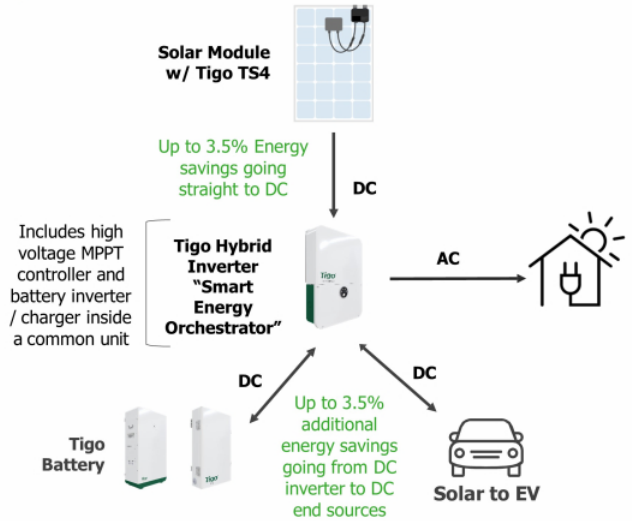 Solar Module
w/ Tigo TS4
Up to 3.5% Energy
savings going
straight to DC
DC
Includes high
voltage MPPT
controller and
battery inverter
/ charger inside
a common unit
Tigo Hybrid
Inverter
“Smart
Energy
Orchestrator”
Tigo
AC
DC
DC
Up to 3.5%
additional
energy savings
going from DC
inverter to DC
end sources
Tigo
Battery
Tigo
Solar to EV